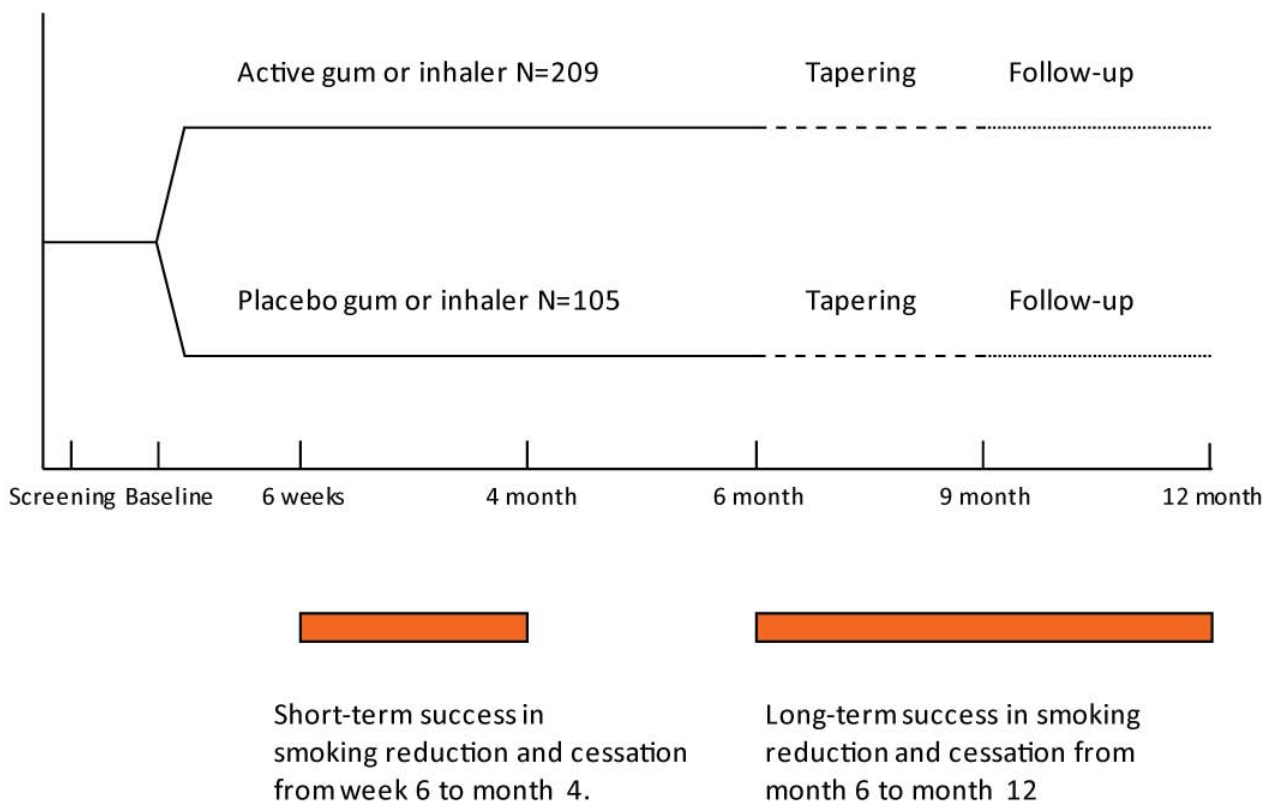 Active gum or inhaler N=209
Tapering
Follow-up
Placebo gum or inhaler N=105
Tapering
Follow-up
Screening
Baseline
6 weeks
4 month
6 month
9 month
12 month
Short-term success in
smoking reduction and cessation
from week 6 to month 4.
Long-term success in smoking
reduction and cessation from
month 6 to month 12